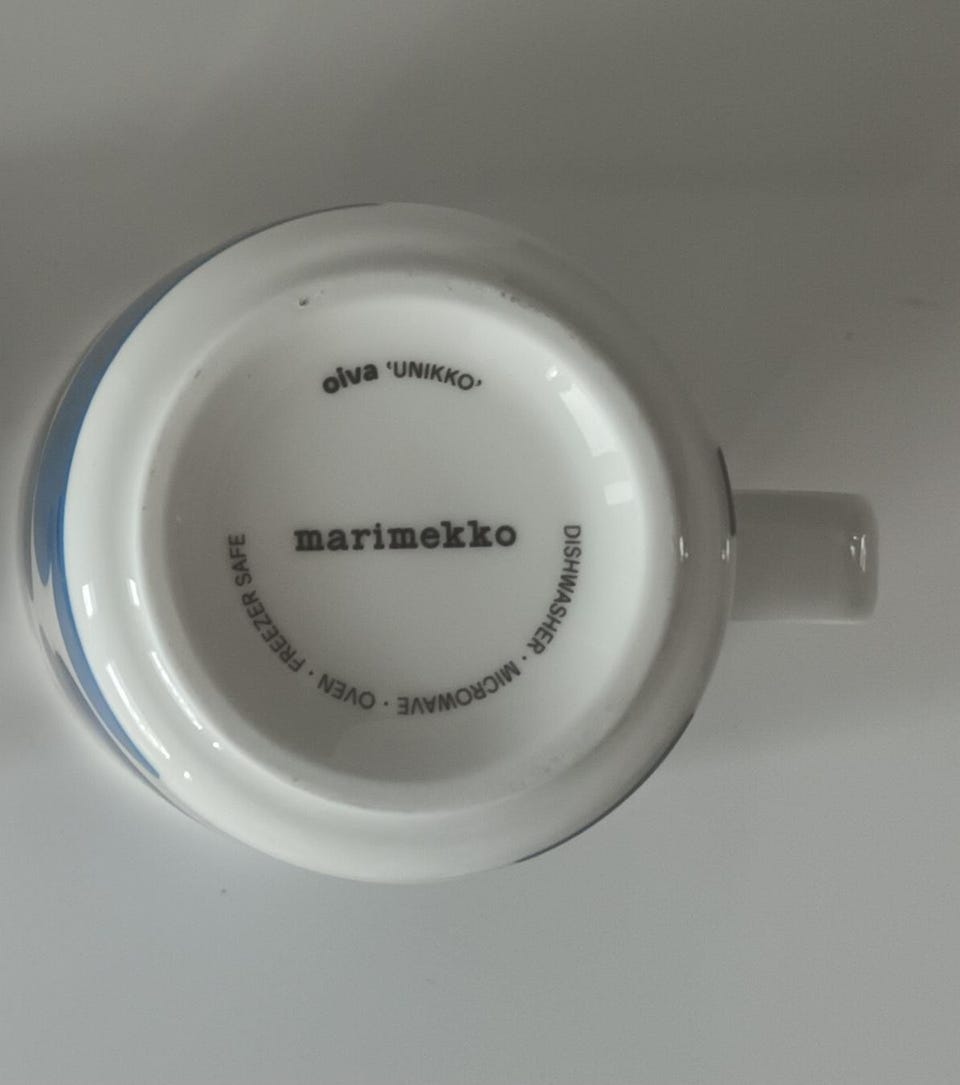 oiva 'UNIKKO'
marimekko
DISHWASHER · MICROWAVE · OVEN · FREEZER SAFE